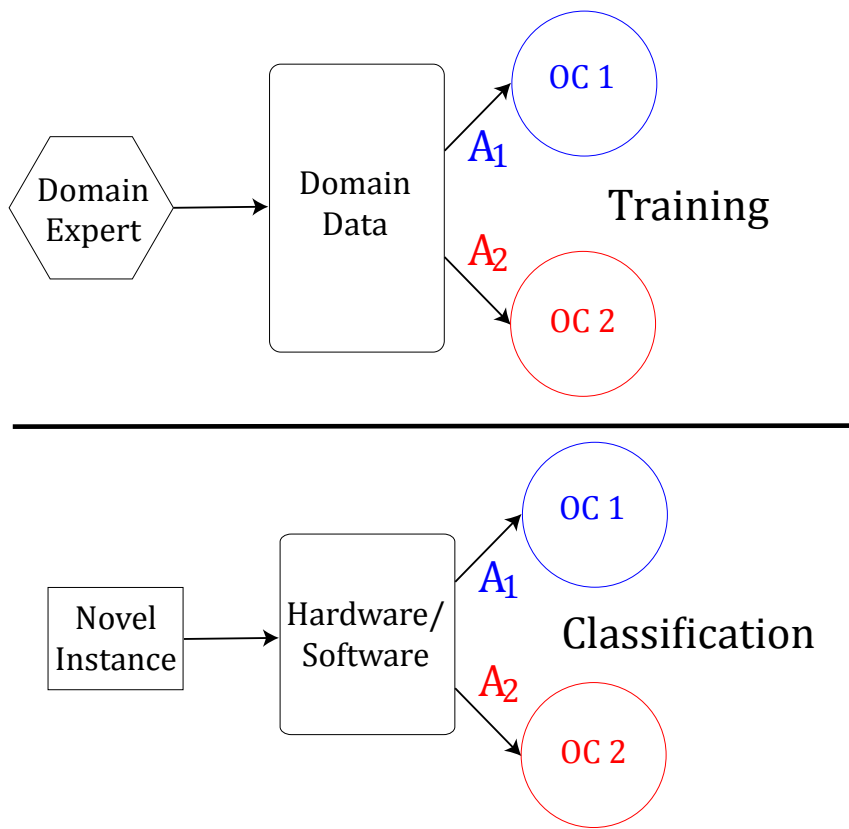 OC 1
A₁
Domain
Expert
Domain
Data
Training
A₂
OC 2
OC 1
A₁
Novel
Instance
Hardware/
Software
Classification
A₂
OC 2